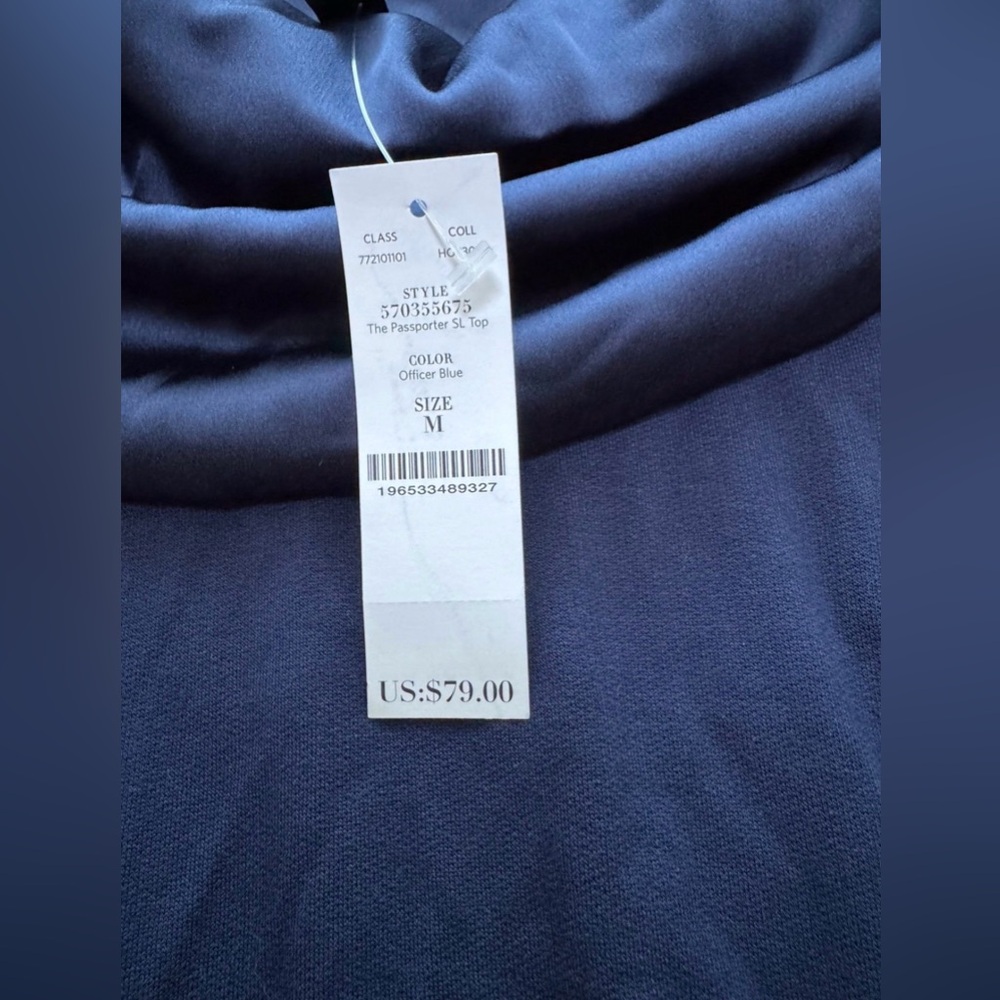 CLASS COLL
772101101
STYLE
570355675
The Passporter SL Top
COLOR
Officer Blue
SIZE
M
196533489327
US:$79.00